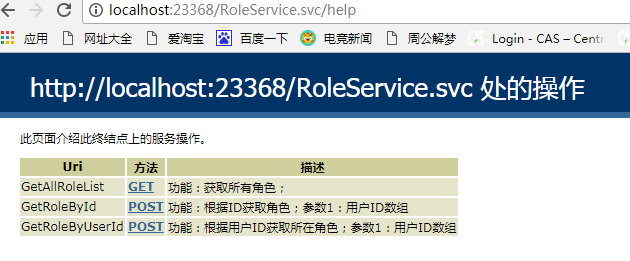 localhost:23368/RoleService.svc/help
应用 网址大全 爱淘宝 百度一下 电竞新闻 周公解梦 Login - CAS – Centr
http://localhost:23368/RoleService.svc 处的操作
此页面介绍此终结点上的服务操作。
Uri 方法 描述
GetAllRoleList GET 功能：获取所有角色；
GetRoleById POST 功能：根据ID获取角色；参数1：用户ID数组
GetRoleByUserId POST 功能：根据用户ID获取所在角色；参数1：用户ID数组